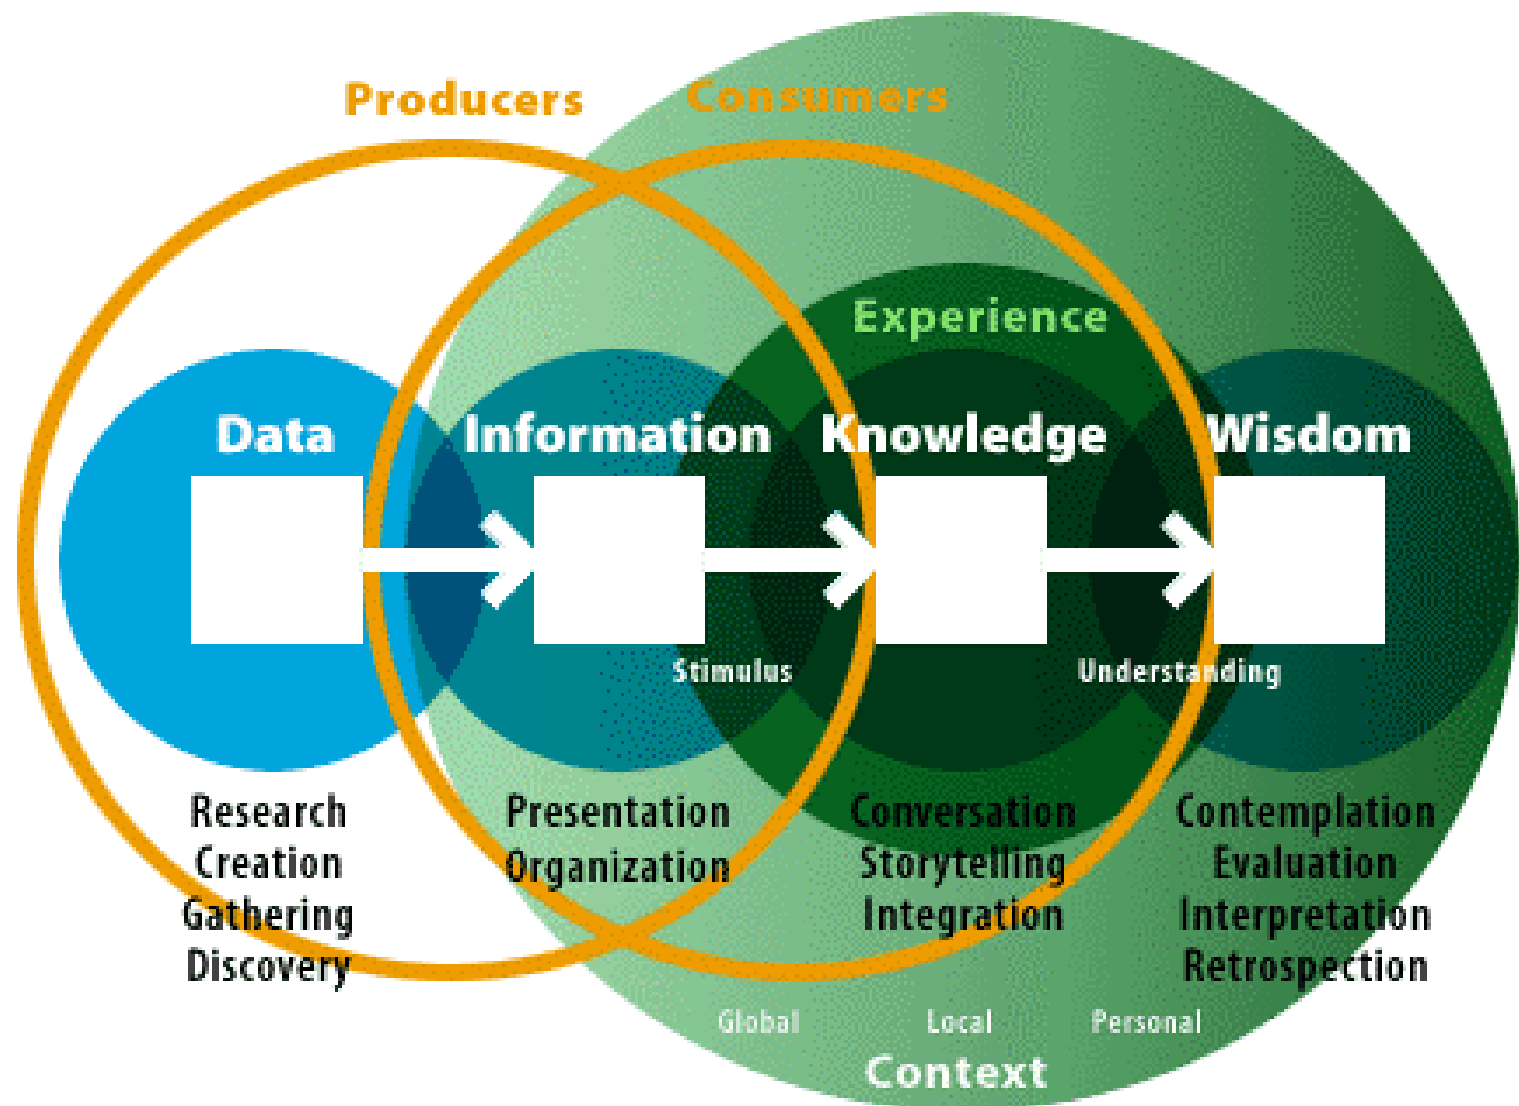 Producers
Consumers
Experience
Data
Information
Knowledge
Wisdom
Stimulus
Understanding
Research
Creation
Gathering
Discovery
Presentation
Organization
Conversation
Storytelling
Integration
Contemplation
Evaluation
Interpretation
Retrospection
Global
Local
Personal
Context